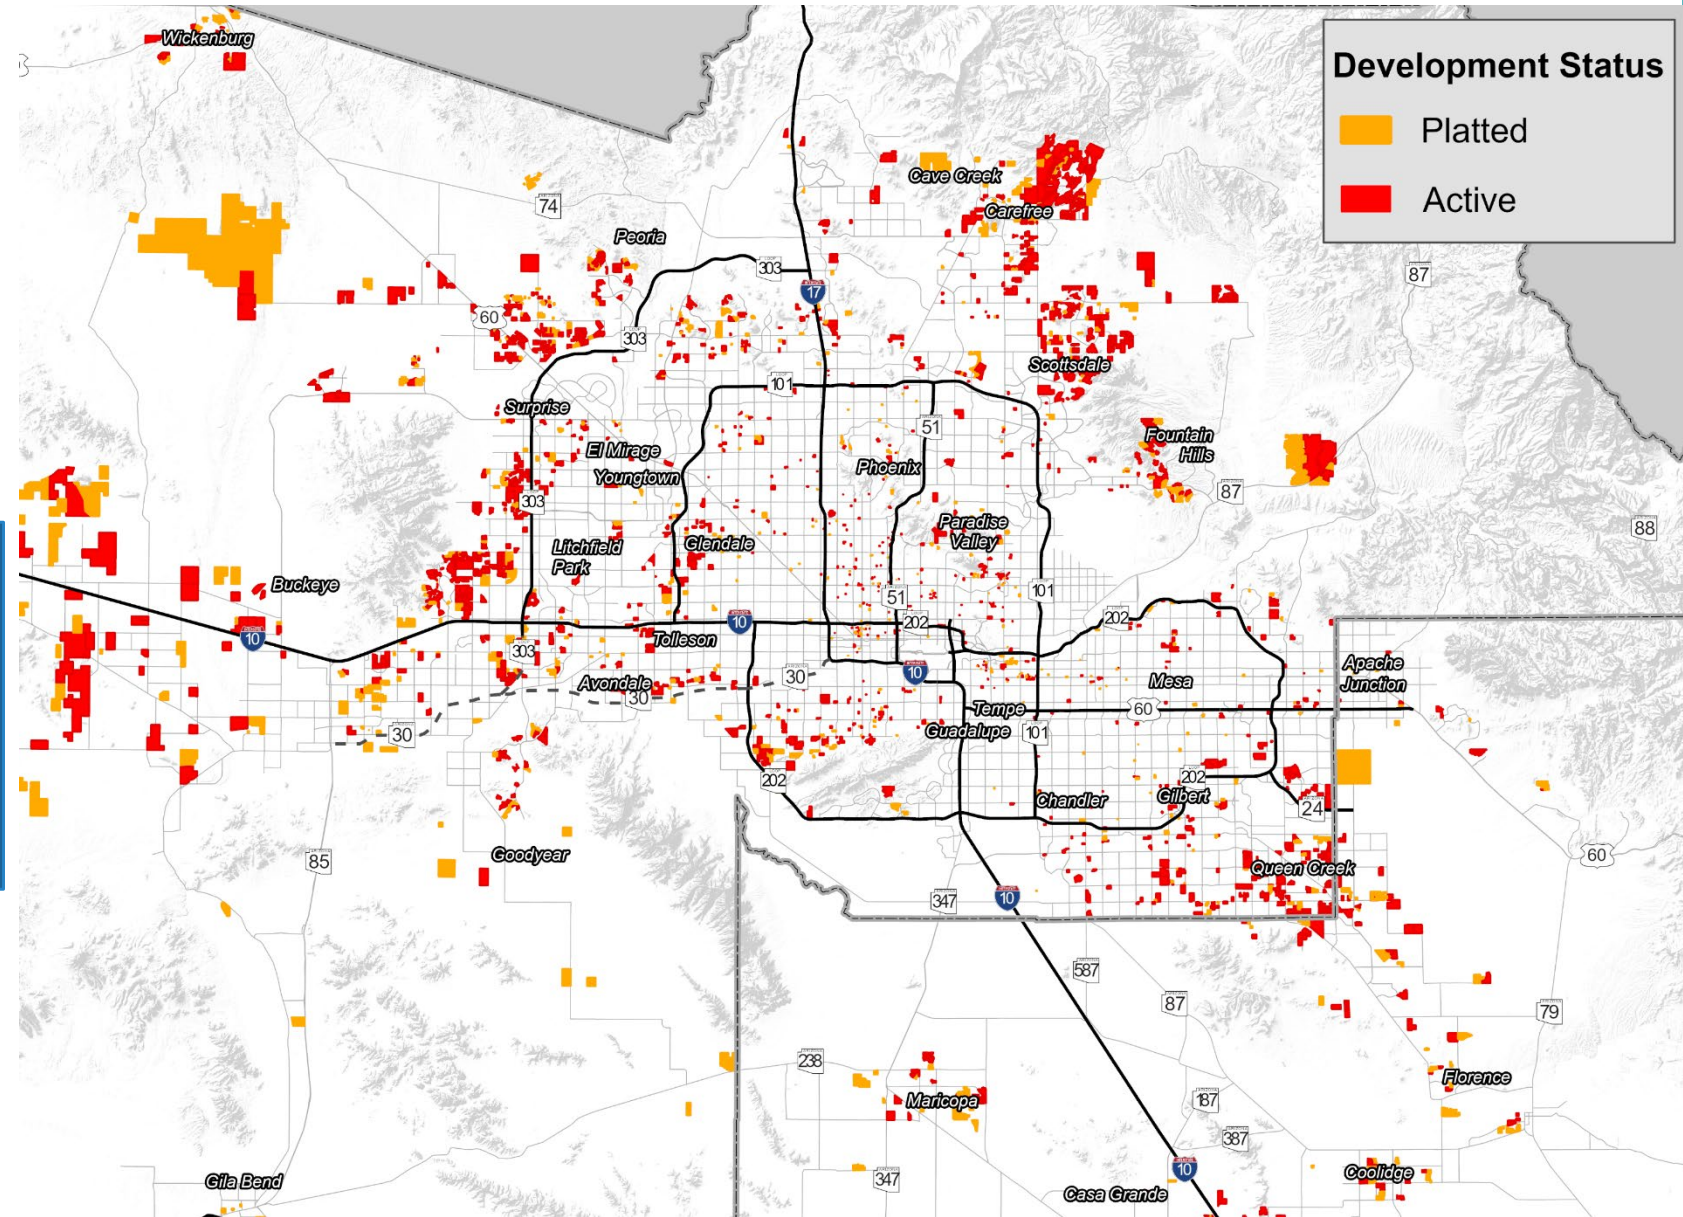 Development Status
Platted
Active
Wickenburg
74
Cave Creek
Carefree
Peoria
303
17
87
60
303
Scottsdale
101
Surprise
51
El Mirage
Youngtown
Phoenix
Fountain
Hills
303
87
88
Paradise
Valley
Glendale
Litchfield
Park
Buckeye
51
101
10
10
202
202
303
Tolleson
10
30
Avondale
30
30
Mesa
Apache
Junction
Tempe
60
Guadalupe
101
202
202
Chandler
Gilbert
24
Goodyear
85
Queen Creek
60
347
10
587
87
79
238
Maricopa
Florence
187
387
Gila Bend
347
10
Casa Grande
Coolidge